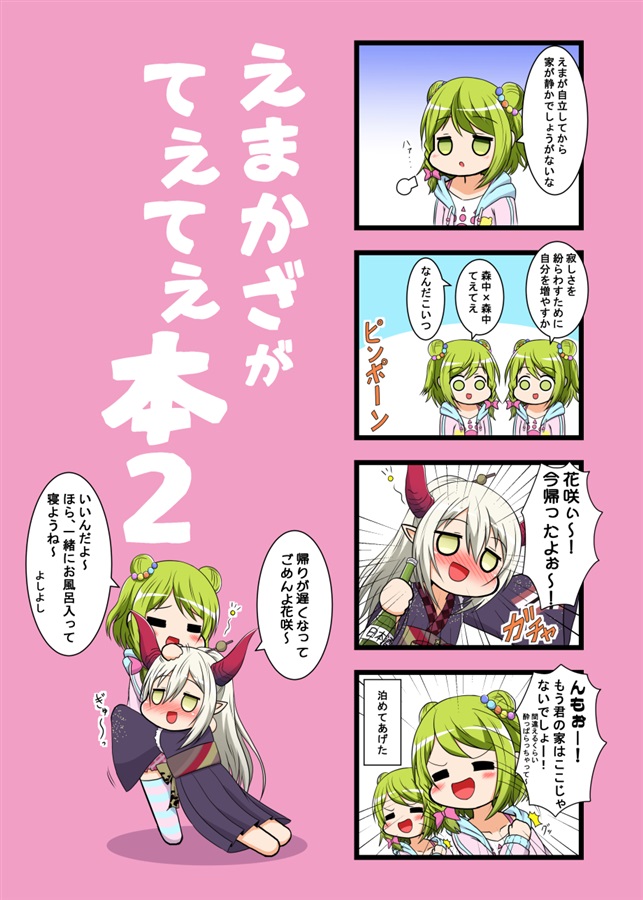 えまかざが
てぇてぇ本2
えまが自立してから
家が静かでしょうがないな
ハァ…
寂しさを
紛らわすために
自分を増やすか
森中×森中
てえてえ
なんだこいつ
ピンポーン
花咲ぃ～！
今帰ったよぉ～！
ガチャ
んもぉー！
もう君の家はここじゃ
ないでしょー！
間違えるくらい
酔っぱらっちゃって～
グッ
泊めてあげた
帰りが遅くなって
ごめんよ花咲～
いいんだよ～
ほら、一緒にお風呂入って
寝ようね～
よしよし
ぎゅ～っ